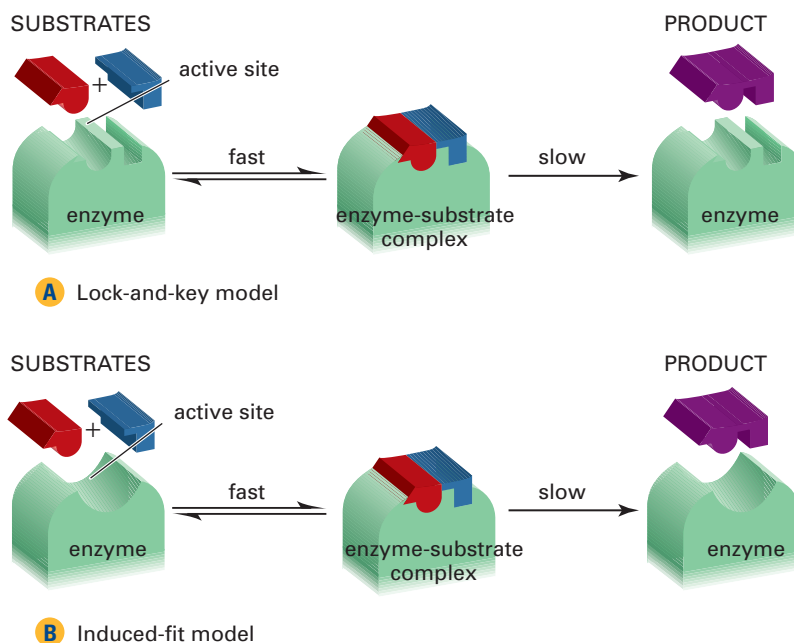 SUBSTRATES
PRODUCT
+
active site
fast
slow
enzyme
enzyme-substrate
complex
enzyme
A Lock-and-key model
SUBSTRATES
PRODUCT
+
active site
fast
slow
enzyme
enzyme-substrate
complex
enzyme
B Induced-fit model